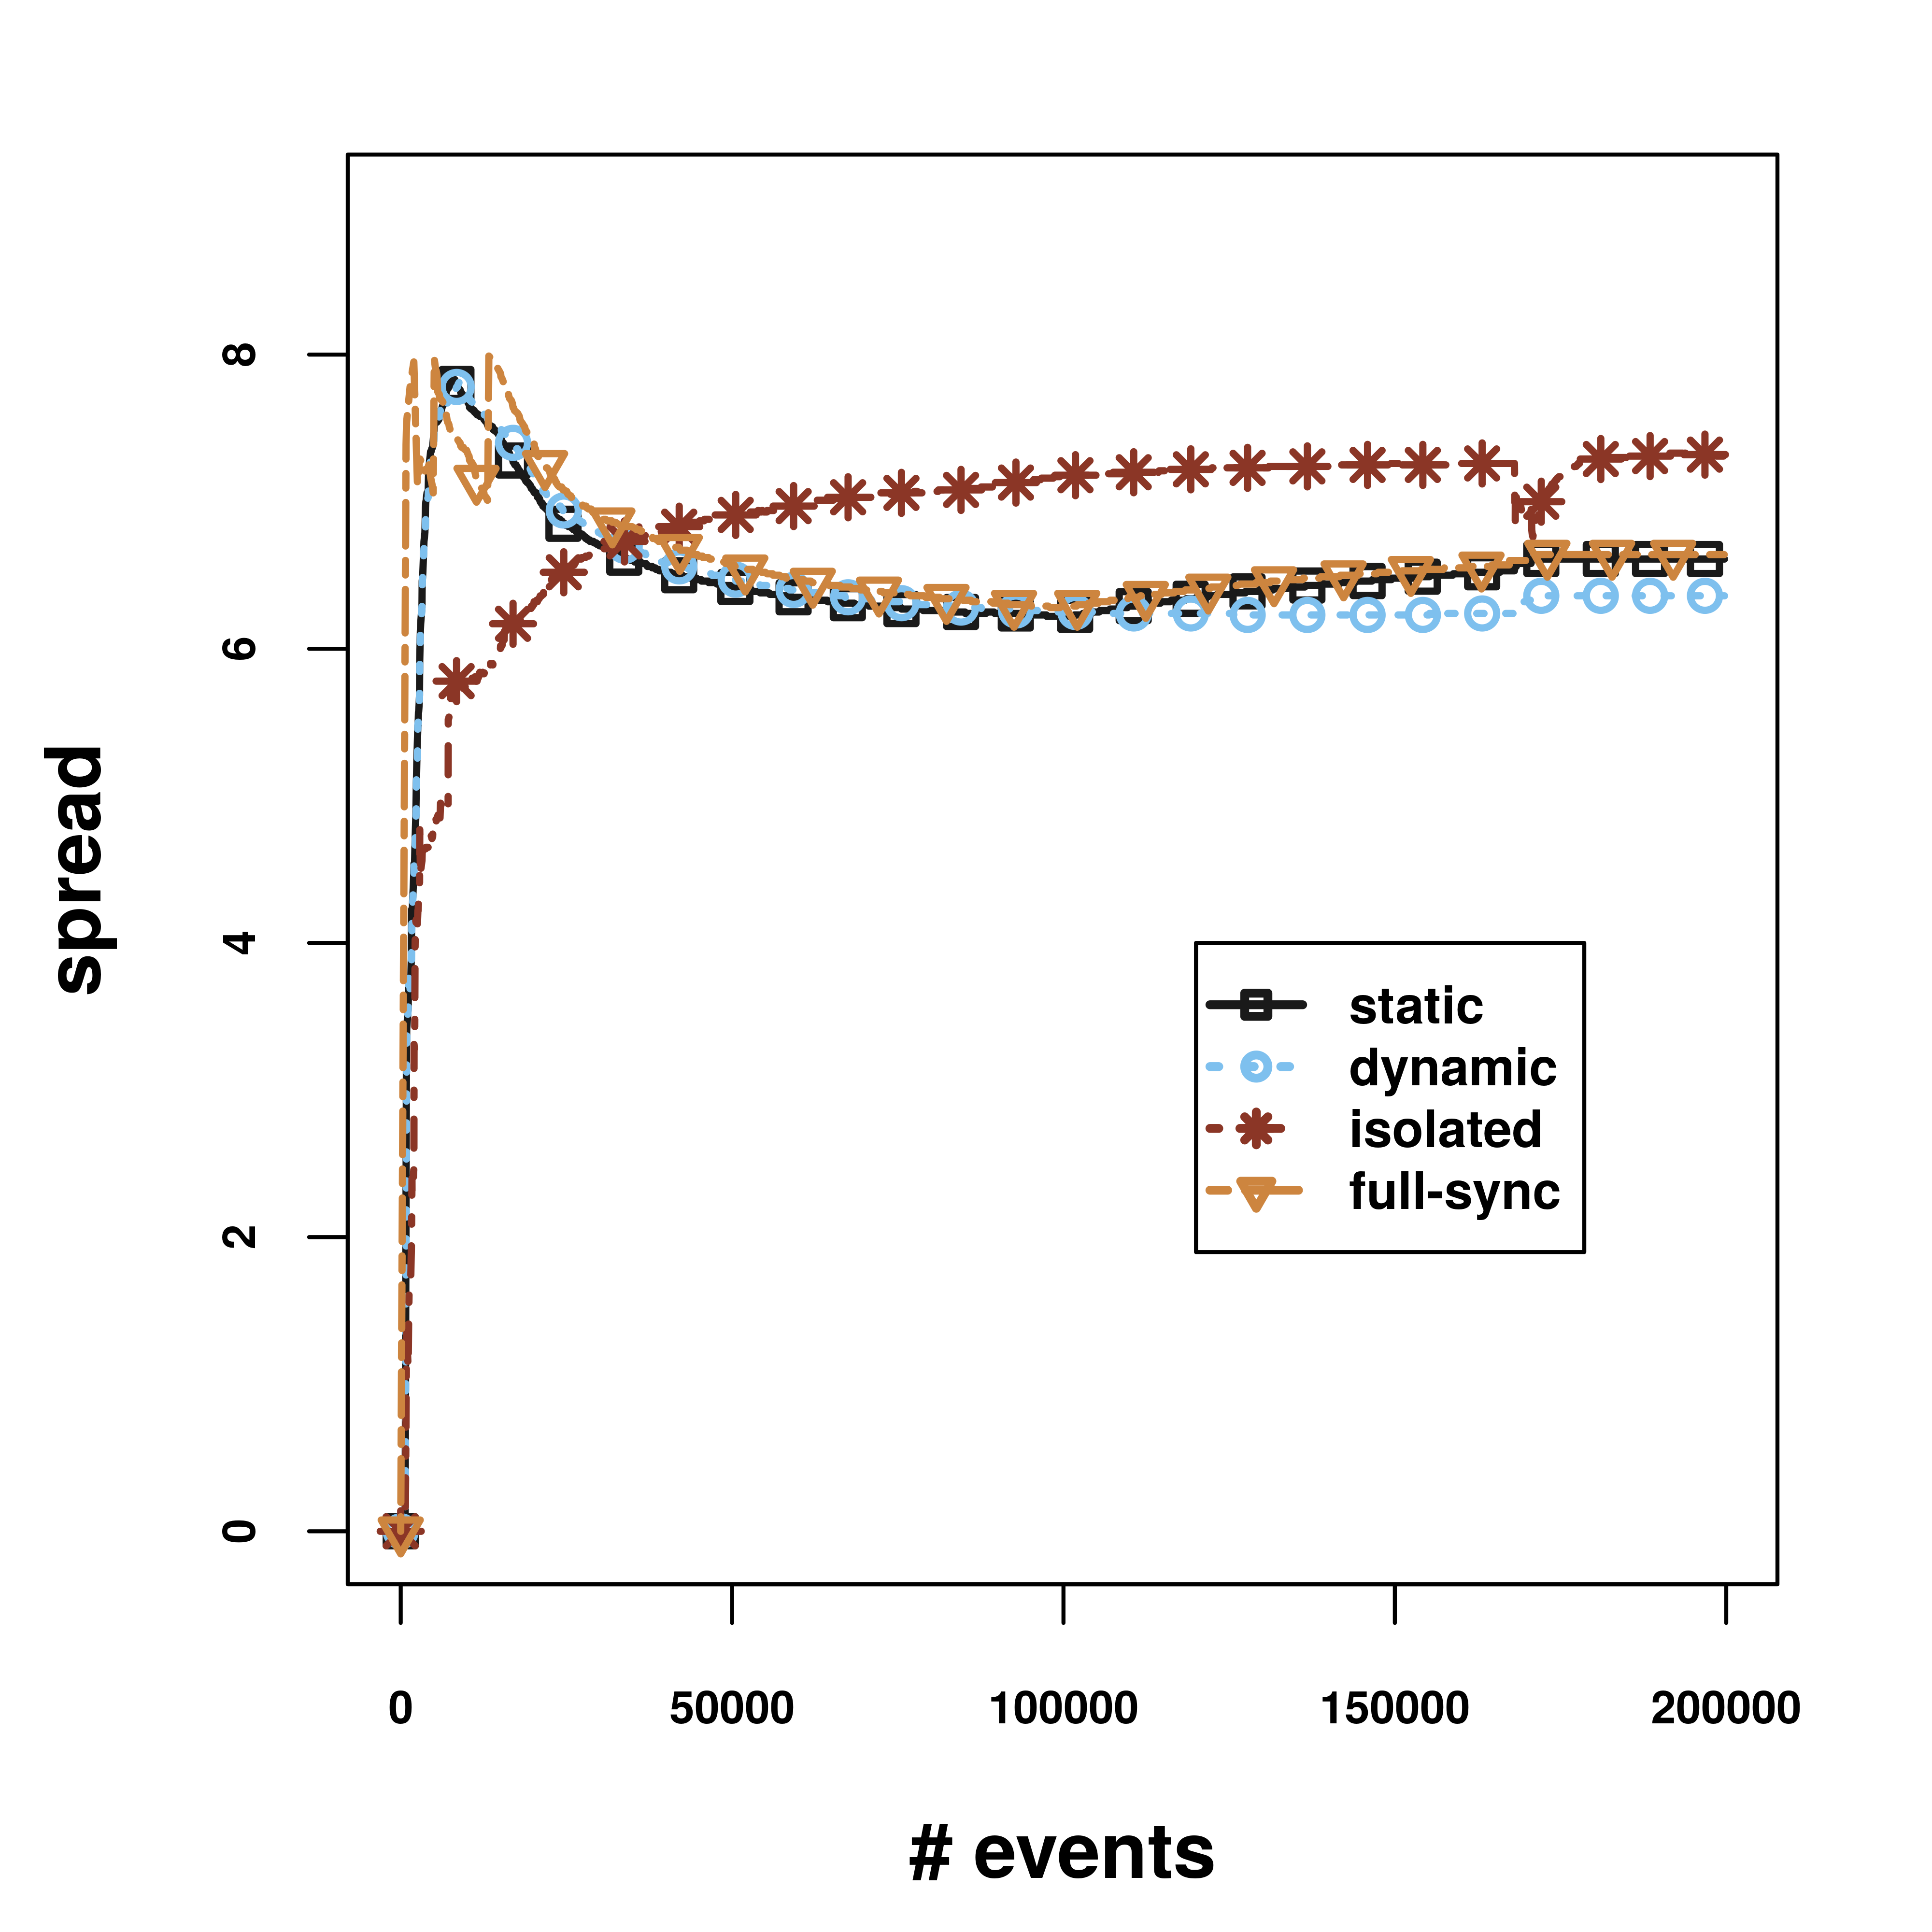 spread
8
6
4
2
0
static
dynamic
isolated
full-sync
0 50000 100000 150000 200000
# events